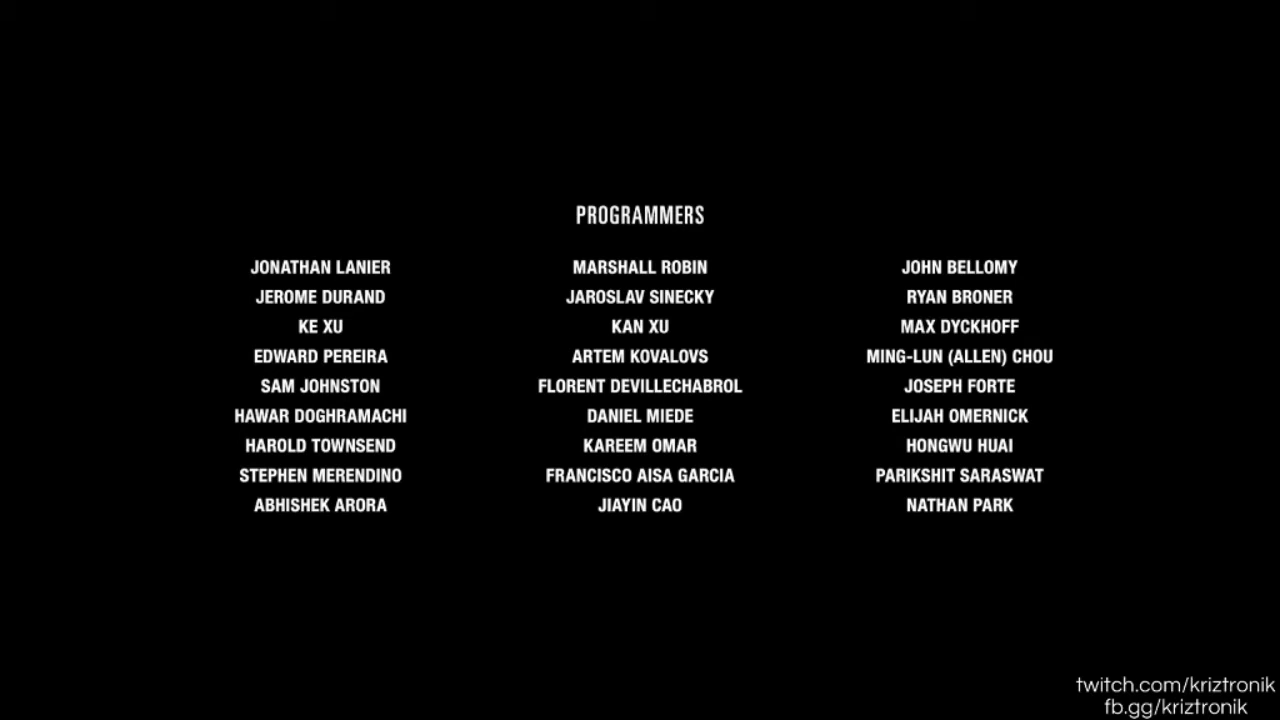 PROGRAMMERS
JONATHAN LANIER MARSHALL ROBIN JOHN BELLOMY
JEROME DURAND JAROSLAV SINECKY RYAN BRONER
KE XU KAN XU MAX DYCKHOFF
EDWARD PEREIRA ARTEM KOVALOVS MING-LUN (ALLEN) CHOU
SAM JOHNSTON FLORENT DEVILLECHABROL JOSEPH FORTE
HAWAR DOGHRAMACHI DANIEL MIEDE ELIJAH OMERNICK
HAROLD TOWNSEND KAREEM OMAR HONGWU HUAI
STEPHEN MERENDINO FRANCISCO AISA GARCIA PARIKSHIT SARASWAT
ABHISHEK ARORA JIAYIN CAO NATHAN PARK
twitch.com/kriztronik
fb.gg/kriztronik